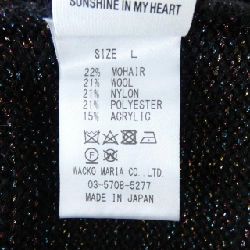 SUNSHINE IN MY HEART
SIZE L
22% MOHAIR
21% WOOL
21% NYLON
21% POLYESTER
15% ACRYLIC
WACKO MARIA CO.,LTD.
03-5708-5277
MADE IN JAPAN